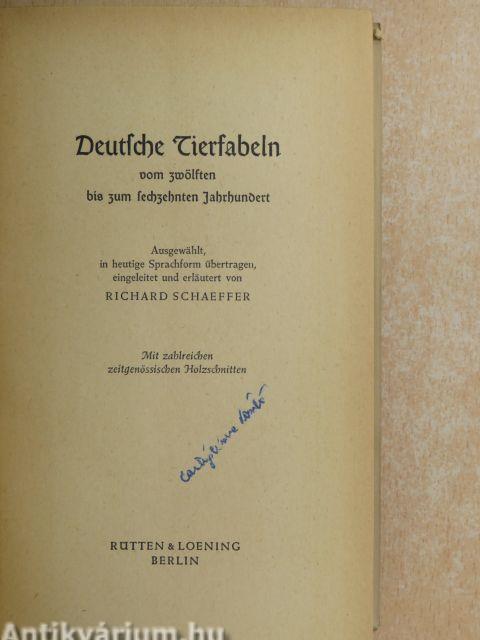 Deutsche Tierfabeln
vom zwölften
bis zum sechzehnten Jahrhundert
Ausgewählt,
in heutige Sprachform übertragen,
eingeleitet und erläutert von
RICHARD SCHAEFFER
Mit zahlreichen
zeitgenössischen Holzschnitten
RÜTTEN & LOENING
BERLIN
Antikvárium.hu